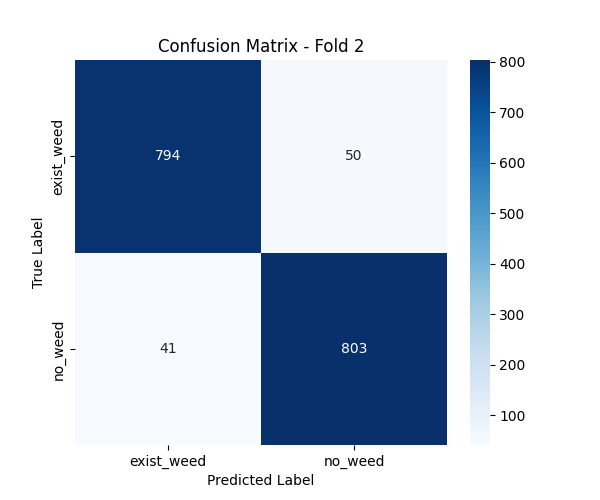 Confusion Matrix - Fold 2
True Label
exist_weed
794
50
no_weed
41
803
exist_weed
no_weed
Predicted Label
800
700
600
500
400
300
200
100